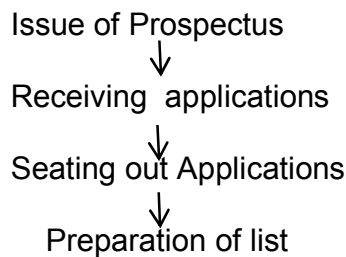 Issue of Prospectus
Receiving applications
Seating out Applications
Preparation of list